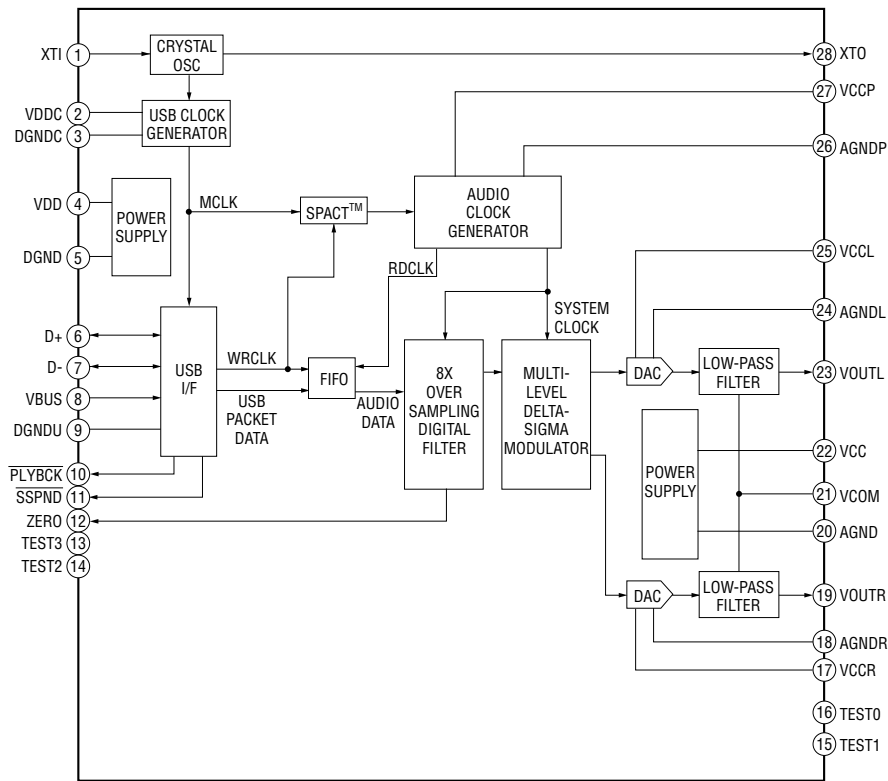 XTI 1
CRYSTAL
OSC
28 XTO
VDDC 2
DGNDC 3
USB CLOCK
GENERATOR
27 VCCP
26 AGNDP
VDD 4
DGND 5
POWER
SUPPLY
MCLK
SPACT™
AUDIO
CLOCK
GENERATOR
RDCLK
25 VCCL
24 AGNDL
SYSTEM
CLOCK
D+ 6
D- 7
VBUS 8
DGNDU 9
USB
I/F
WRCLK
USB
PACKET
DATA
FIFO
AUDIO
DATA
8X
OVER
SAMPLING
DIGITAL
FILTER
MULTI-
LEVEL
DELTA-
SIGMA
MODULATOR
DAC
LOW-PASS
FILTER
23 VOUTL
POWER
SUPPLY
22 VCC
21 VCOM
20 AGND
PLYBCK 10
SSPND 11
ZERO 12
TEST3 13
TEST2 14
DAC
LOW-PASS
FILTER
19 VOUTR
18 AGNDR
17 VCCR
16 TEST0
15 TEST1